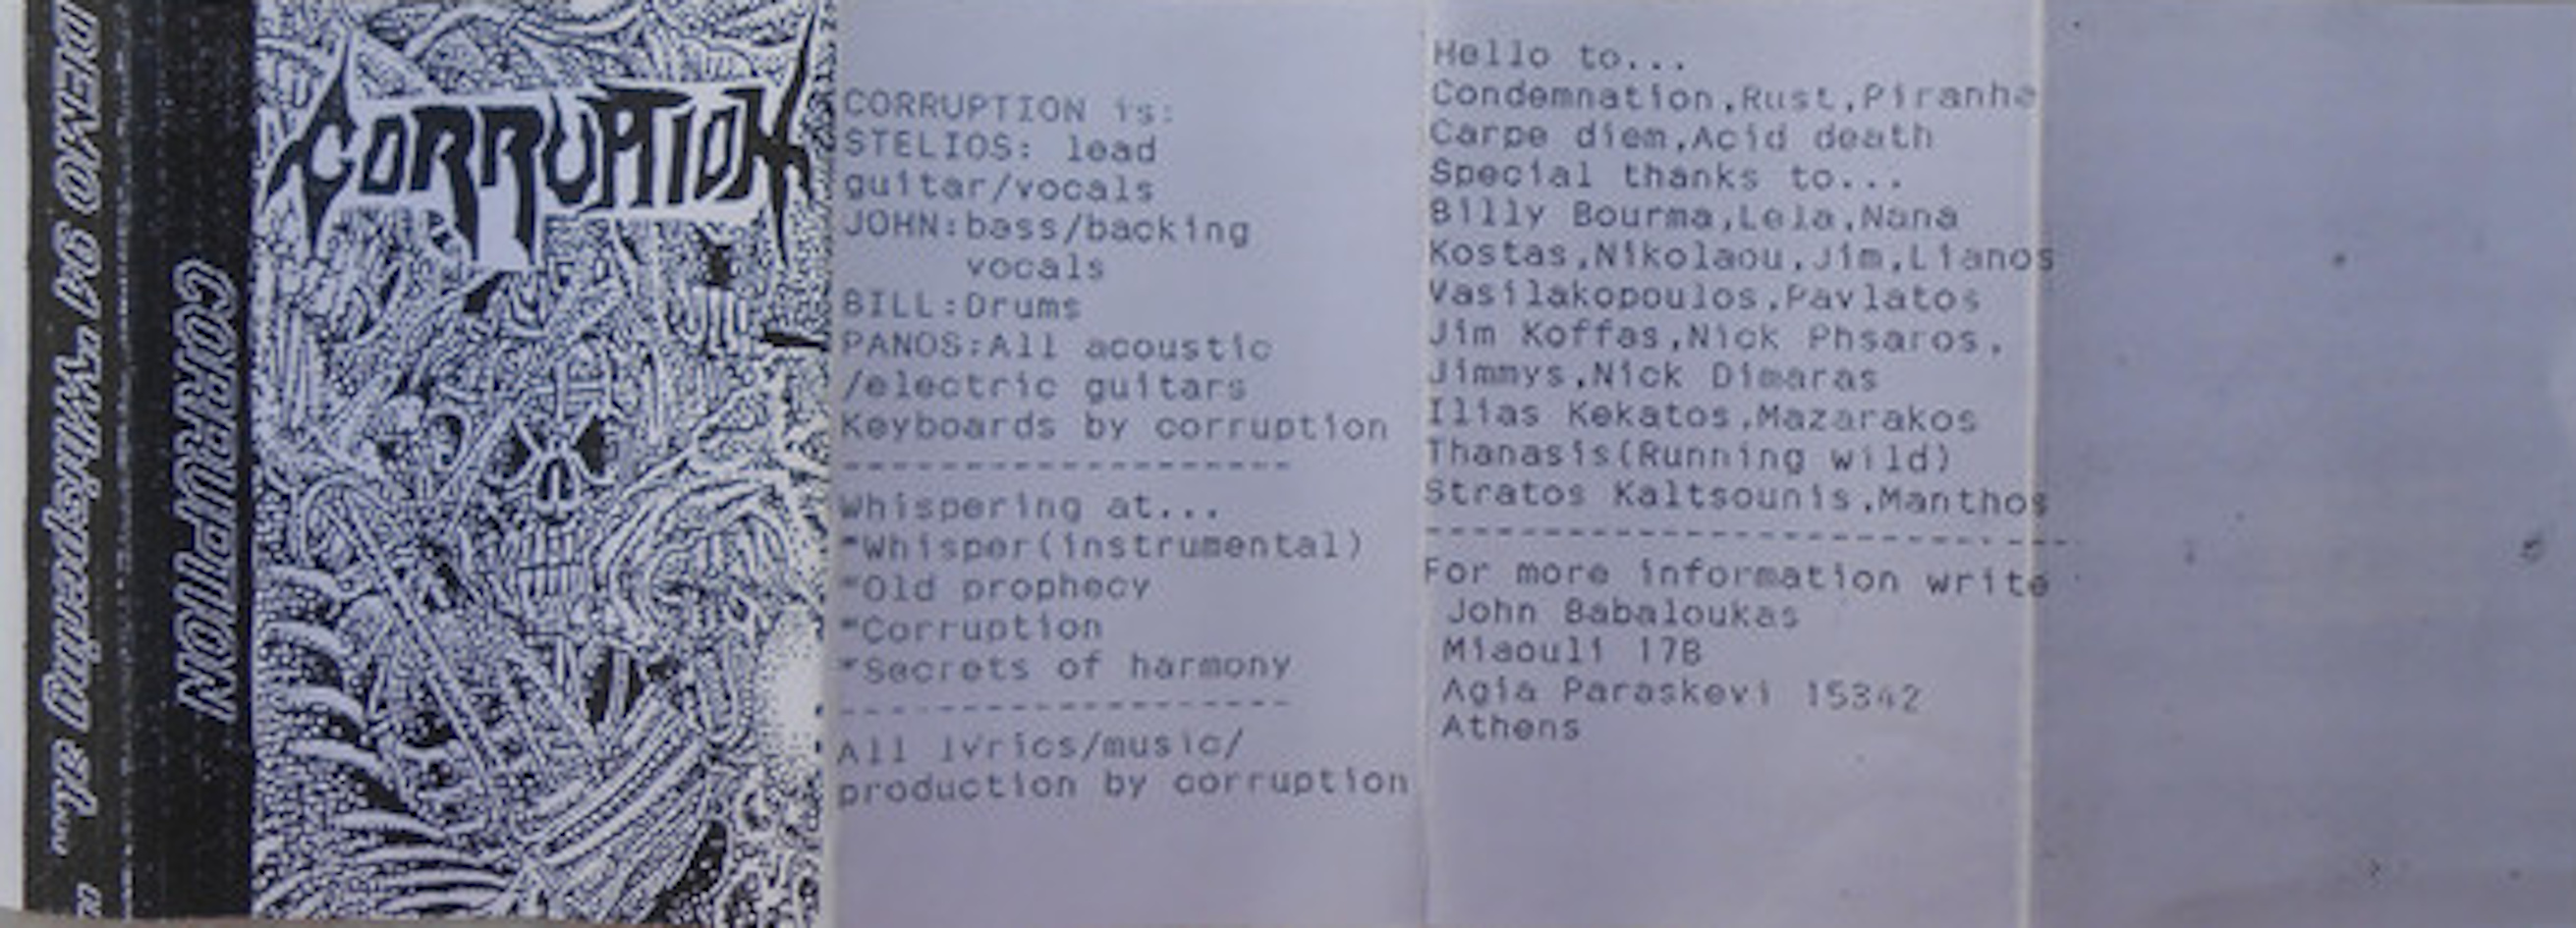 DEMO 91 "Whispering at...
CORRUPTION
CORRUPTION
CORRUPTION is:
STELIOS: lead
guitar/vocals
JOHN:bass/backing
vocals
BILL:Drums
PANOS:All acoustic
/electric guitars
Keyboards by corruption
-------------------
Whispering at...
*Whisper(instrumental)
*Old prophecy
*Corruption
*Secrets of harmony
-------------------
All lyrics/music/
production by corruption
Hello to...
Condemnation,Rust,Piranha
Carpe diem,Acid death
Special thanks to...
Billy Bourma,Lela,Nana
Kostas,Nikolaou,Jim,Lianos
Vasilakopoulos,Pavlatos
Jim Koffas,Nick Phsaros,
Jimmys,Nick Dimaras
Ilias Kekatos,Mazarakos
Thanasis(Running wild)
Stratos Kaltsounis,Manthos
---------------------------
For more information write
John Babaloukas
Miaouli 17B
Agia Paraskevi 15342
Athens